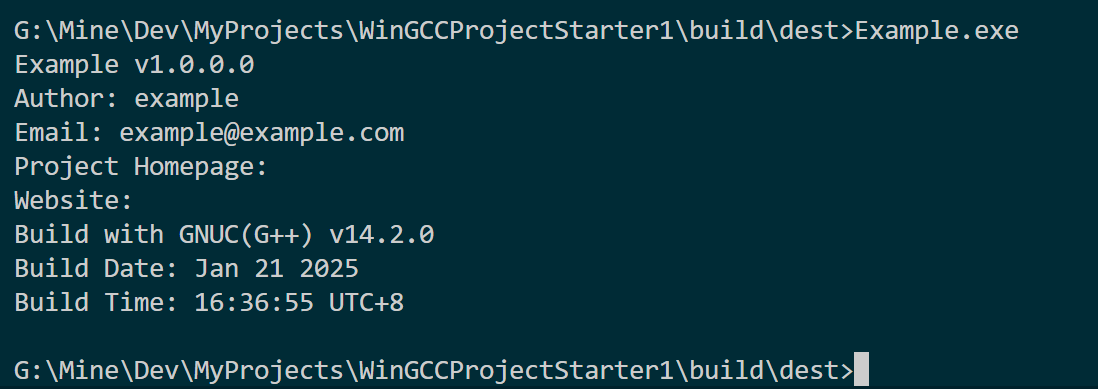 G:\Mine\Dev\MyProjects\WinGCCProjectStarter1\build\dest>Example.exe
Example v1.0.0.0
Author: example
Email: example@example.com
Project Homepage:
Website:
Build with GNUC(G++) v14.2.0
Build Date: Jan 21 2025
Build Time: 16:36:55 UTC+8
G:\Mine\Dev\MyProjects\WinGCCProjectStarter1\build\dest>